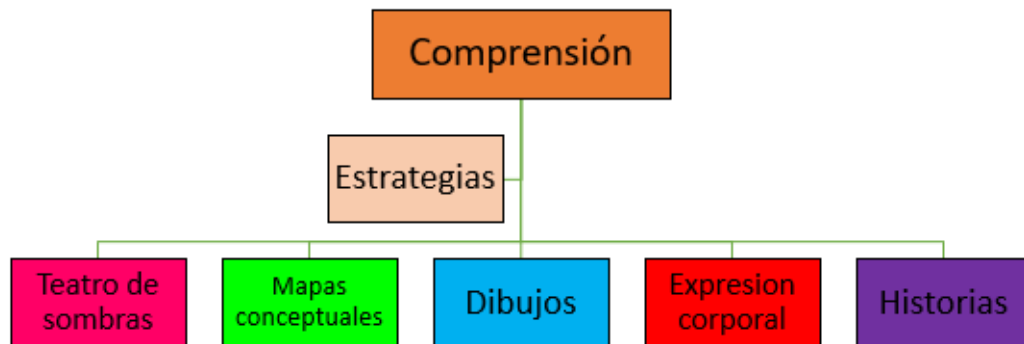 Comprensión
Estrategias
Teatro de
sombras
Mapas
conceptuales
Dibujos
Expresion
corporal
Historias